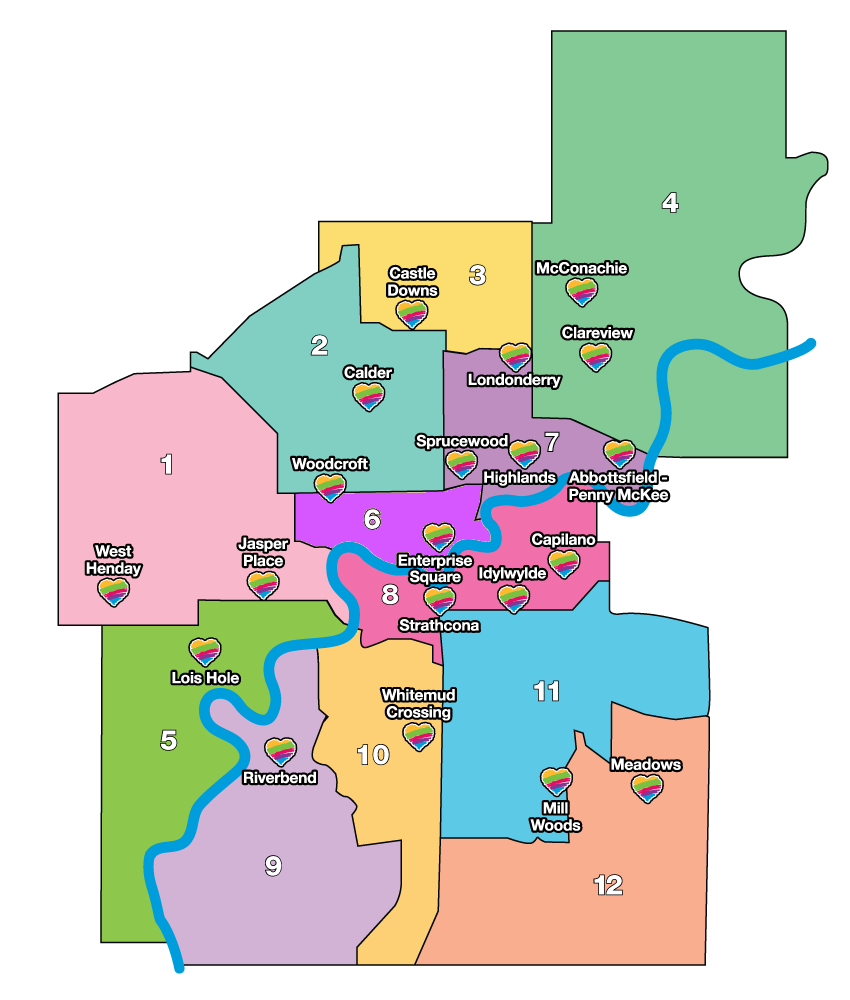 4
McConachie
Castle
Downs
3
Clareview
2
Calder
Londonderry
Sprucewood
7
Highlands
Abbottsfield -
Penny McKee
1
Woodcroft
6
West
Henday
Jasper
Place
Enterprise
Square
Capilano
Idylwylde
8
Strathcona
Lois Hole
11
Whitemud
Crossing
5
10
Riverbend
Meadows
Mill
Woods
9
12